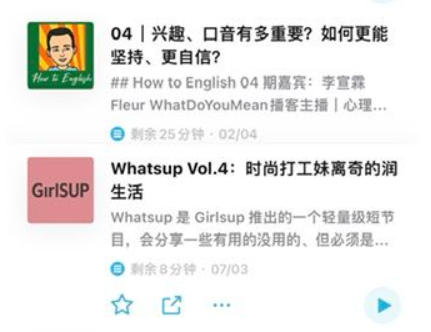 How to English
04｜兴趣、口音有多重要？如何更能
坚持、更自信？
## How to English 04 期嘉宾：李宣霖
Fleur WhatDoYouMean播客主播｜心理...
剩余25分钟 · 02/04
GIRLSUP
Whatsup Vol.4：时尚打工妹离奇的润
生活
Whatsup 是 Girlsup 推出的一个轻量级短节
目，会分享一些有用的没用的、但必须是...
剩余8分钟 · 07/03